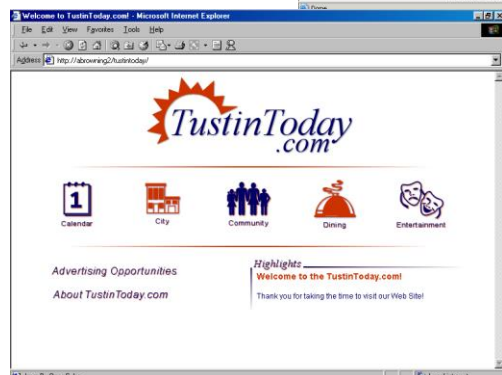 Done
Welcome to TustinToday.com! - Microsoft Internet Explorer
File Edit View Favorites Tools Help
Address http://abrowning2/tustintoday/
TustinToday
.com
1
Calendar City Community Dining Entertainment
Advertising Opportunities
About TustinToday.com
Highlights
Welcome to the TustinToday.com!
Thank you for taking the time to visit our Web Site!